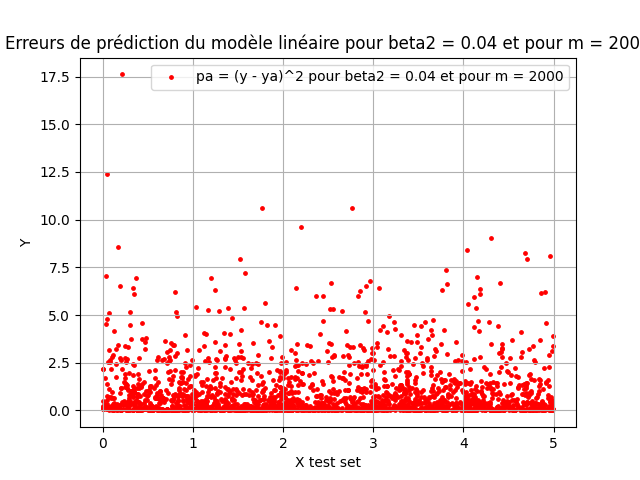 Erreurs de prédiction du modèle linéaire pour beta2 = 0.04 et pour m = 200
pa = (y - ya)^2 pour beta2 = 0.04 et pour m = 2000
17.5
15.0
12.5
10.0
7.5
5.0
2.5
0.0
Y
0 1 2 3 4 5
X test set